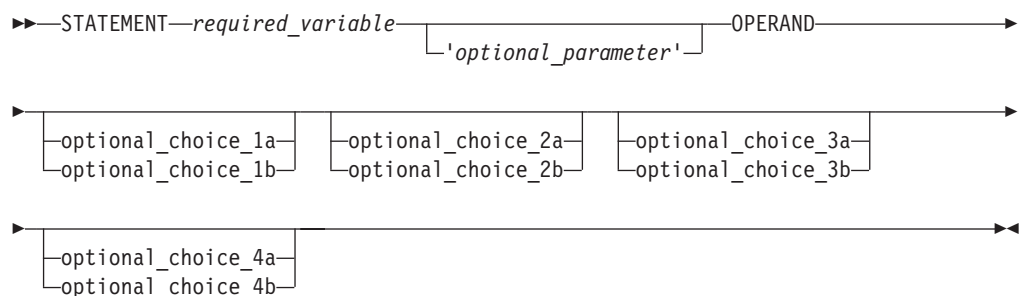 STATEMENT required_variable OPERAND
'optional_parameter'
optional_choice_1a optional_choice_2a optional_choice_3a
optional_choice_1b optional_choice_2b optional_choice_3b
optional_choice_4a
optional_choice_4b